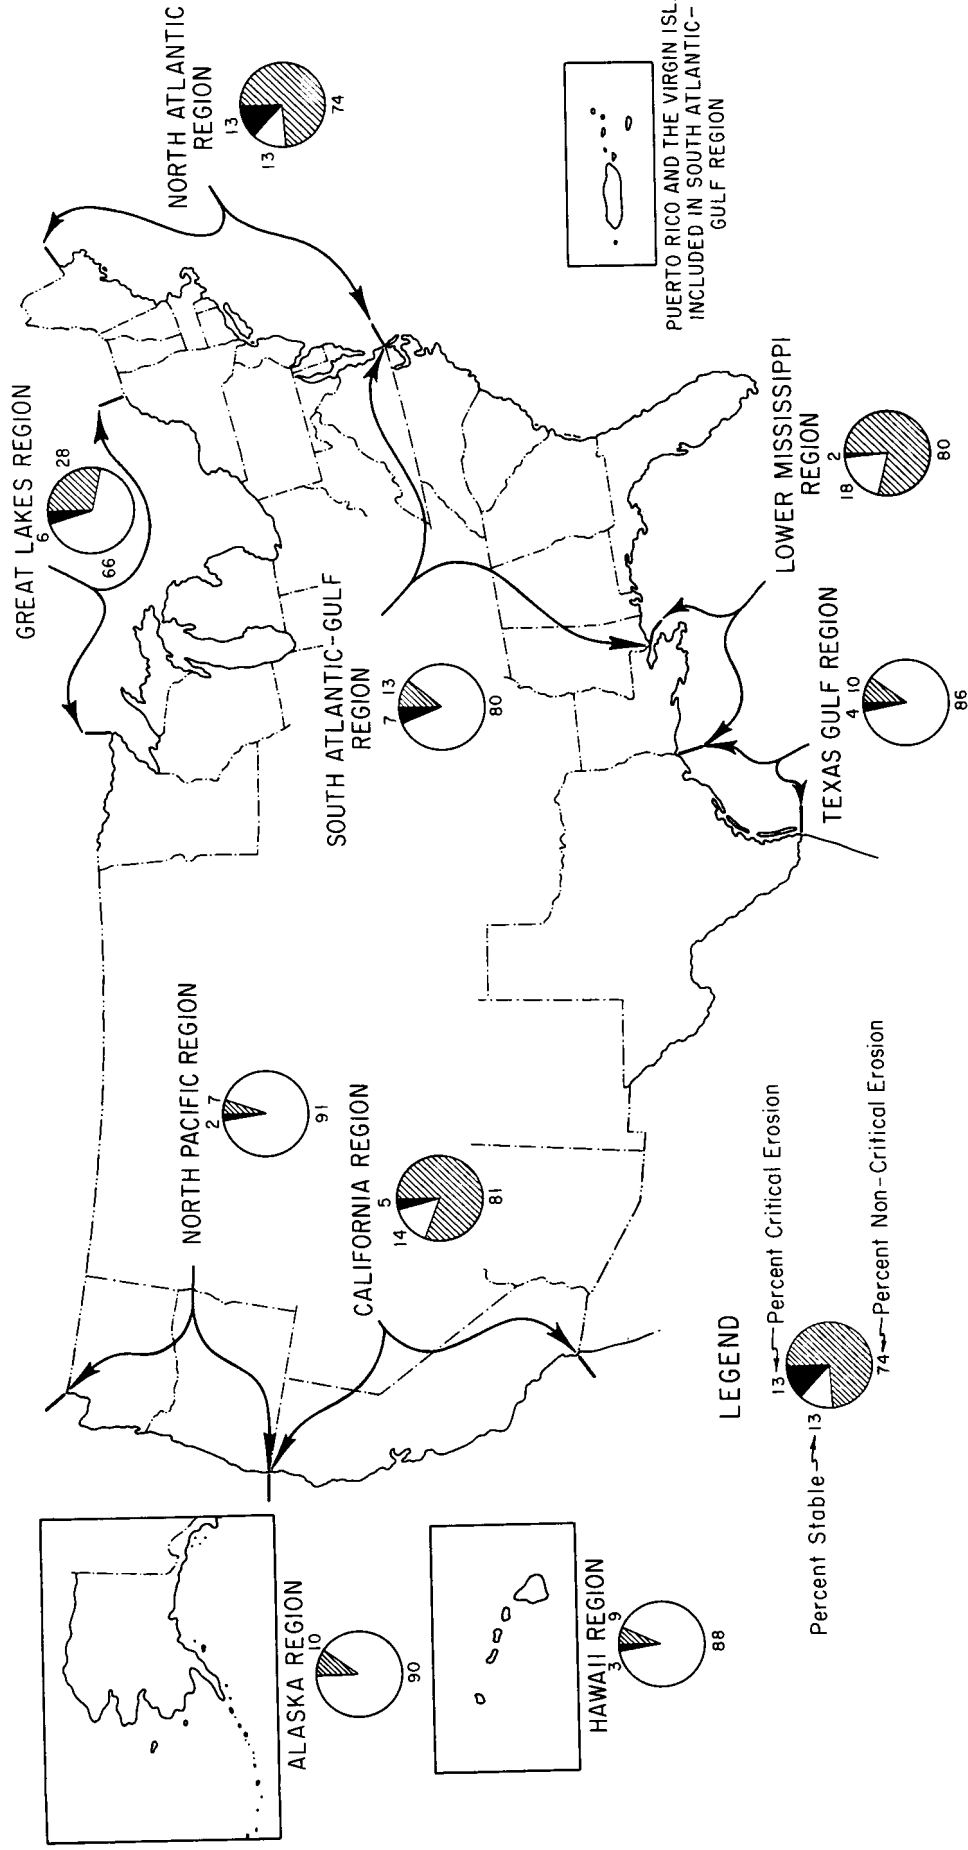 GREAT LAKES REGION
6
28
66
NORTH ATLANTIC
REGION
13
13
74
NORTH PACIFIC REGION
2
7
91
CALIFORNIA REGION
5
14
81
SOUTH ATLANTIC-GULF
REGION
7
13
80
ALASKA REGION
10
90
HAWAII REGION
3
9
88
TEXAS GULF REGION
4
10
86
LOWER MISSISSIPPI
REGION
2
18
80
PUERTO RICO AND THE VIRGIN ISL.
INCLUDED IN SOUTH ATLANTIC-
GULF REGION
LEGEND
13
Percent Critical Erosion
Percent Stable
13
74
Percent Non-Critical Erosion